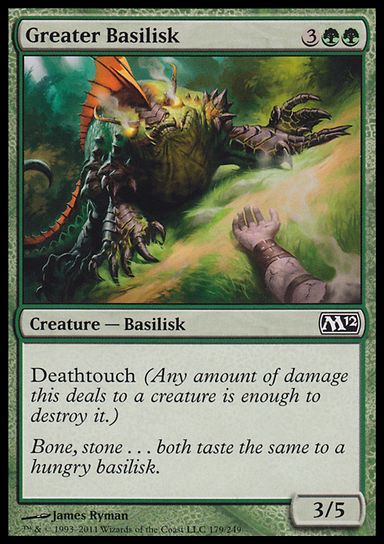 Greater Basilisk 3
Creature — Basilisk M12
Deathtouch (Any amount of damage
this deals to a creature is enough to
destroy it.)
Bone, stone . . . both taste the same to a
hungry basilisk.
James Ryman
™ & © 1993–2011 Wizards of the Coast LLC 179/249
3/5